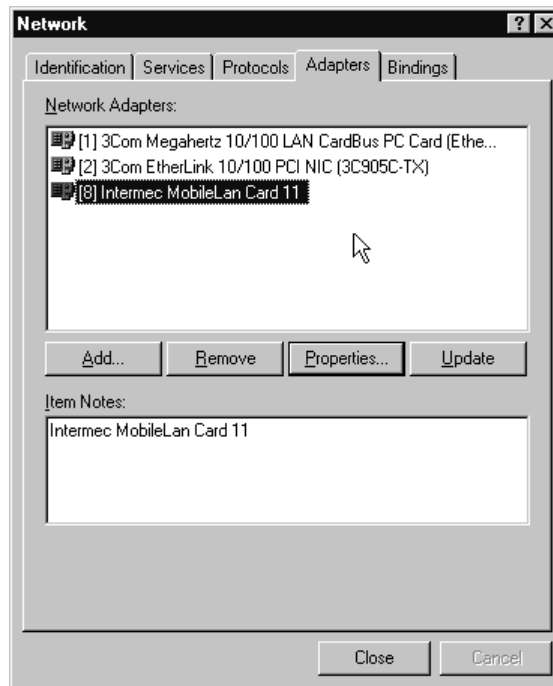 Network
Identification Services Protocols Adapters Bindings
Network Adapters:
[1] 3Com Megahertz 10/100 LAN CardBus PC Card (Ethe...
[2] 3Com EtherLink 10/100 PCI NIC (3C905C-TX)
[8] Intermec MobileLan Card 11
Add... Remove Properties... Update
Item Notes:
Intermec MobileLan Card 11
Close Cancel